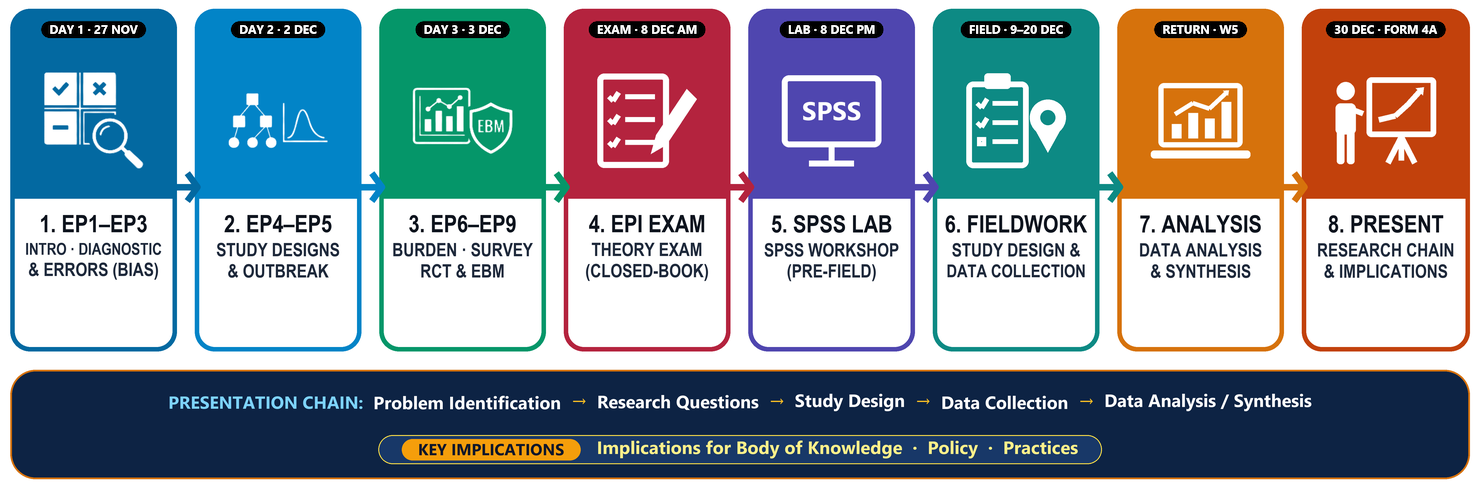 DAY 1 · 27 NOV
1. EP1–EP3
INTRO · DIAGNOSTIC
& ERRORS (BIAS)
DAY 2 · 2 DEC
2. EP4–EP5
STUDY DESIGNS
& OUTBREAK
DAY 3 · 3 DEC
EBM
3. EP6–EP9
BURDEN · SURVEY
RCT & EBM
EXAM · 8 DEC AM
4. EPI EXAM
THEORY EXAM
(CLOSED-BOOK)
LAB · 8 DEC PM
SPSS
5. SPSS LAB
SPSS WORKSHOP
(PRE-FIELD)
FIELD · 9–20 DEC
6. FIELDWORK
STUDY DESIGN &
DATA COLLECTION
RETURN · W5
7. ANALYSIS
DATA ANALYSIS
& SYNTHESIS
30 DEC · FORM 4A
8. PRESENT
RESEARCH CHAIN
& IMPLICATIONS
PRESENTATION CHAIN: Problem Identification → Research Questions → Study Design → Data Collection → Data Analysis / Synthesis
KEY IMPLICATIONS Implications for Body of Knowledge · Policy · Practices